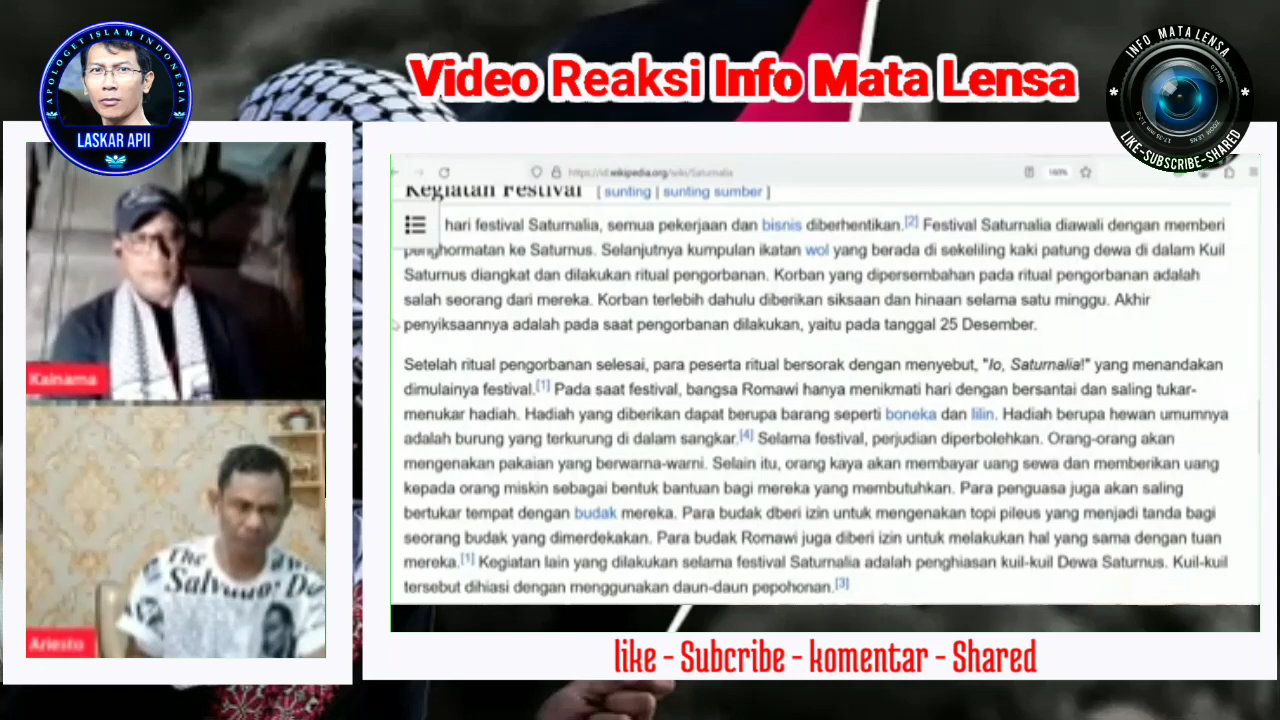 APOLOGET ISLAM INDONESIA
LASKAR APII
Video Reaksi Info Mata Lensa
INFO MATA LENSA
* *
LIKE-SUBSCRIBE-SHARED
https://id.wikipedia.org/wiki/Saturnalia
160%
Kegiatan Festival [ sunting | sunting sumber ]
hari festival Saturnalia, semua pekerjaan dan bisnis diberhentikan.[2] Festival Saturnalia diawali dengan memberi
penghormatan ke Saturnus. Selanjutnya kumpulan ikatan wol yang berada di sekeliling kaki patung dewa di dalam Kuil
Saturnus diangkat dan dilakukan ritual pengorbanan. Korban yang dipersembahan pada ritual pengorbanan adalah
salah seorang dari mereka. Korban terlebih dahulu diberikan siksaan dan hinaan selama satu minggu. Akhir
penyiksaannya adalah pada saat pengorbanan dilakukan, yaitu pada tanggal 25 Desember.
Setelah ritual pengorbanan selesai, para peserta ritual bersorak dengan menyebut, "Io, Saturnalia!" yang menandakan
dimulainya festival.[1] Pada saat festival, bangsa Romawi hanya menikmati hari dengan bersantai dan saling tukar-
menukar hadiah. Hadiah yang diberikan dapat berupa barang seperti boneka dan lilin. Hadiah berupa hewan umumnya
adalah burung yang terkurung di dalam sangkar.[4] Selama festival, perjudian diperbolehkan. Orang-orang akan
mengenakan pakaian yang berwarna-warni. Selain itu, orang kaya akan membayar uang sewa dan memberikan uang
kepada orang miskin sebagai bentuk bantuan bagi mereka yang membutuhkan. Para penguasa juga akan saling
bertukar tempat dengan budak mereka. Para budak dberi izin untuk mengenakan topi pileus yang menjadi tanda bagi
seorang budak yang dimerdekakan. Para budak Romawi juga diberi izin untuk melakukan hal yang sama dengan tuan
mereka.[1] Kegiatan lain yang dilakukan selama festival Saturnalia adalah penghiasan kuil-kuil Dewa Saturnus. Kuil-kuil
tersebut dihiasi dengan menggunakan daun-daun pepohonan.[3]
Kainama
The
Ariesto
like - Subcribe - komentar - Shared